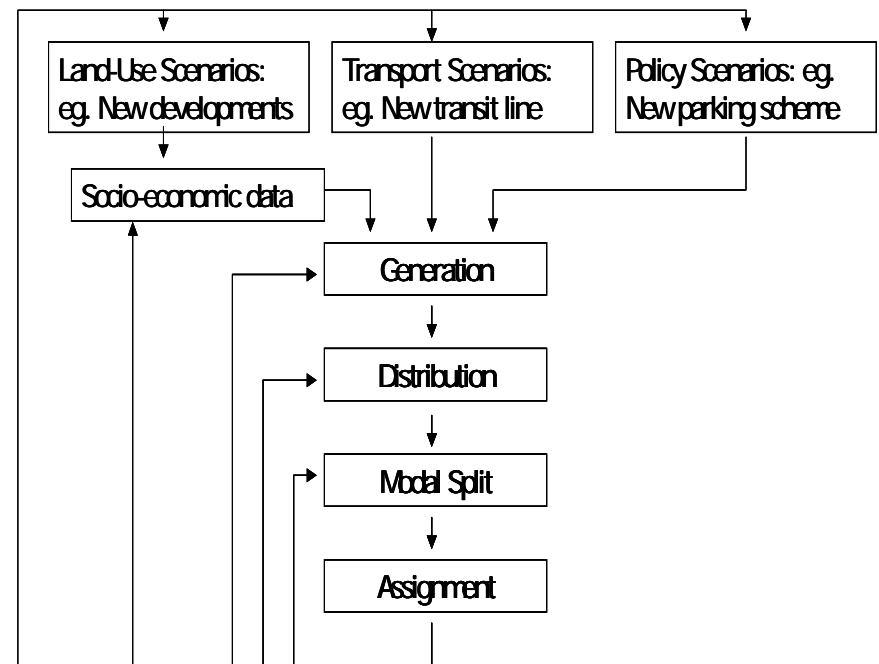 Land-Use Scenarios:
eg. New developments
Transport Scenarios:
eg. New transit line
Policy Scenarios: eg.
New parking scheme
Socio-economic data
Generation
Distribution
Modal Split
Assignment